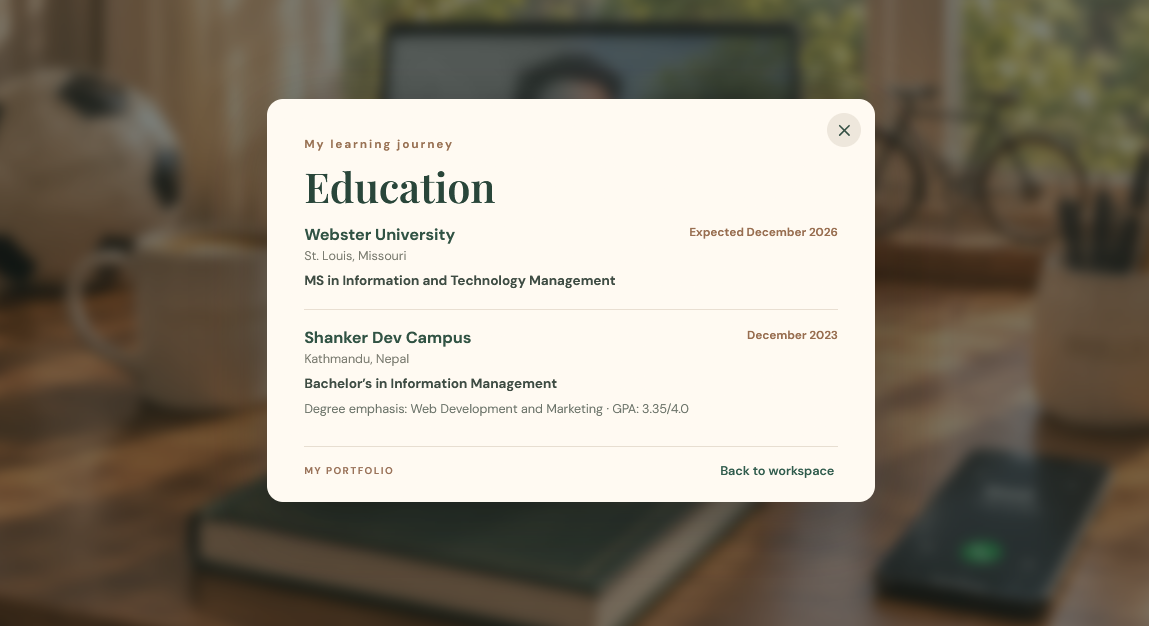 My learning journey
Education
Webster University
Expected December 2026
St. Louis, Missouri
MS in Information and Technology Management
Shanker Dev Campus
December 2023
Kathmandu, Nepal
Bachelor’s in Information Management
Degree emphasis: Web Development and Marketing · GPA: 3.35/4.0
MY PORTFOLIO
Back to workspace